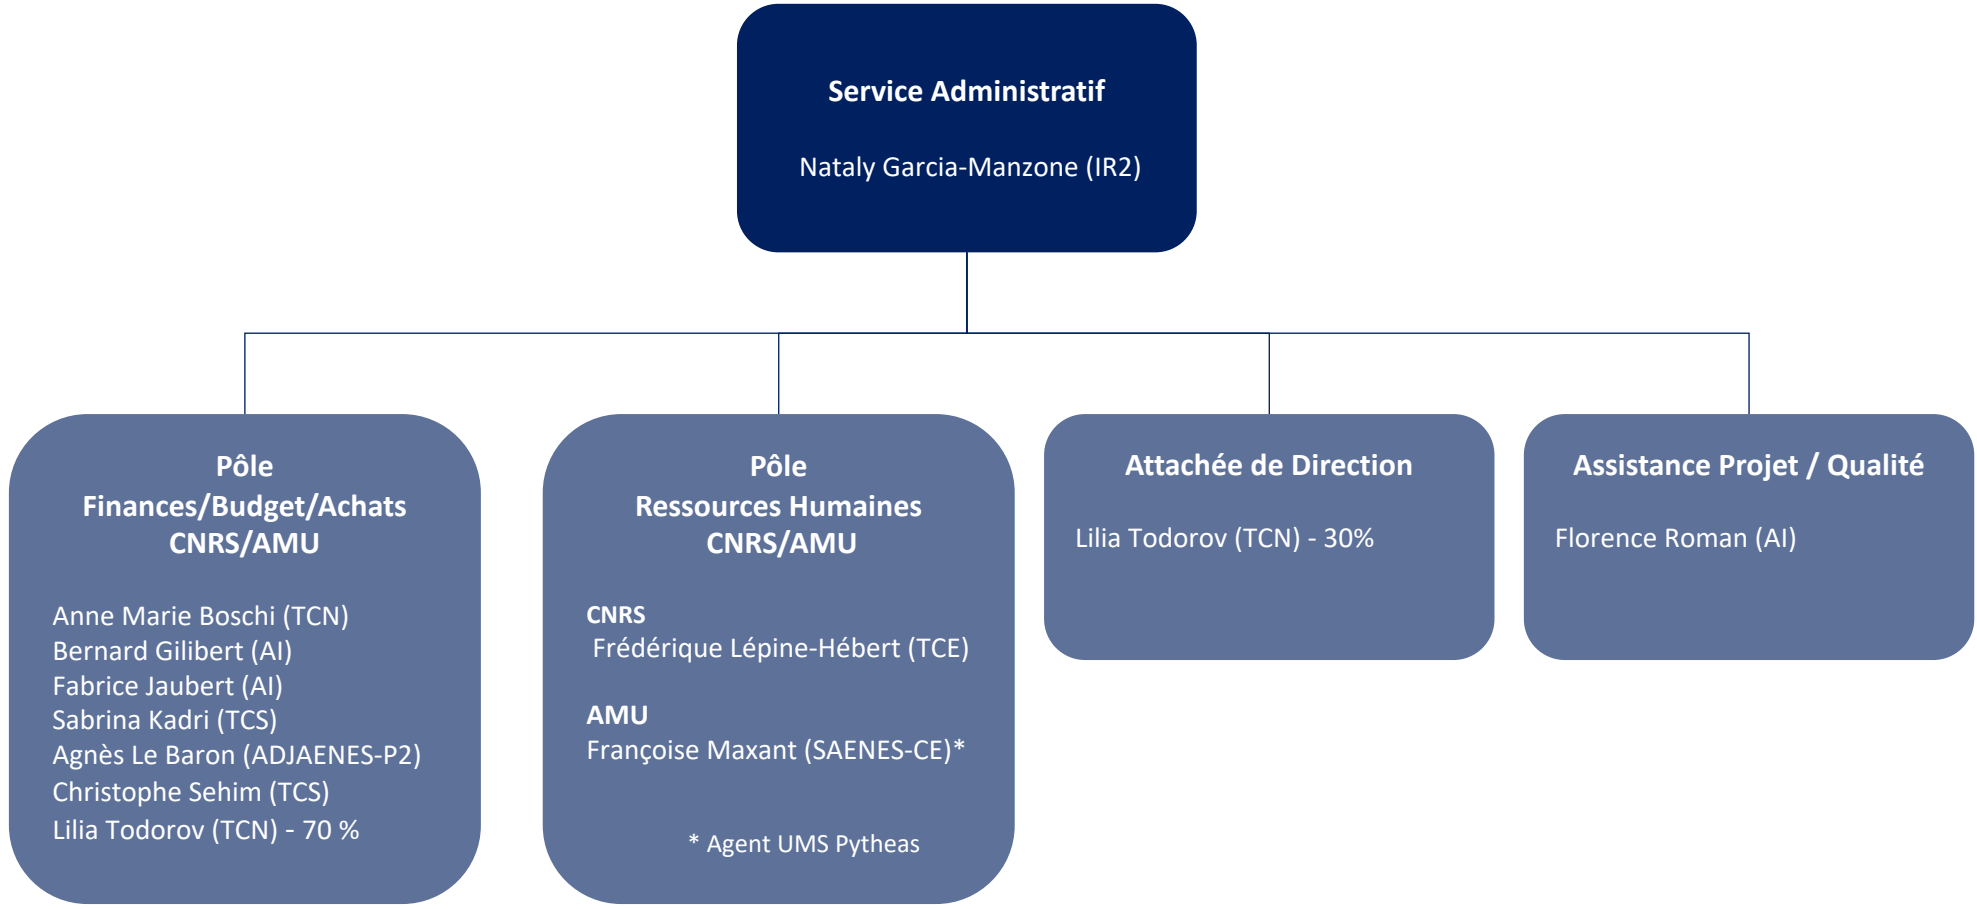 Service Administratif
Nataly Garcia-Manzone (IR2)
Pôle
Finances/Budget/Achats
CNRS/AMU
Anne Marie Boschi (TCN)
Bernard Gilibert (AI)
Fabrice Jaubert (AI)
Sabrina Kadri (TCS)
Agnès Le Baron (ADJAENES-P2)
Christophe Sehim (TCS)
Lilia Todorov (TCN) - 70 %
Pôle
Ressources Humaines
CNRS/AMU
CNRS
Frédérique Lépine-Hébert (TCE)
AMU
Françoise Maxant (SAENES-CE)*
* Agent UMS Pytheas
Attachée de Direction
Lilia Todorov (TCN) - 30%
Assistance Projet / Qualité
Florence Roman (AI)